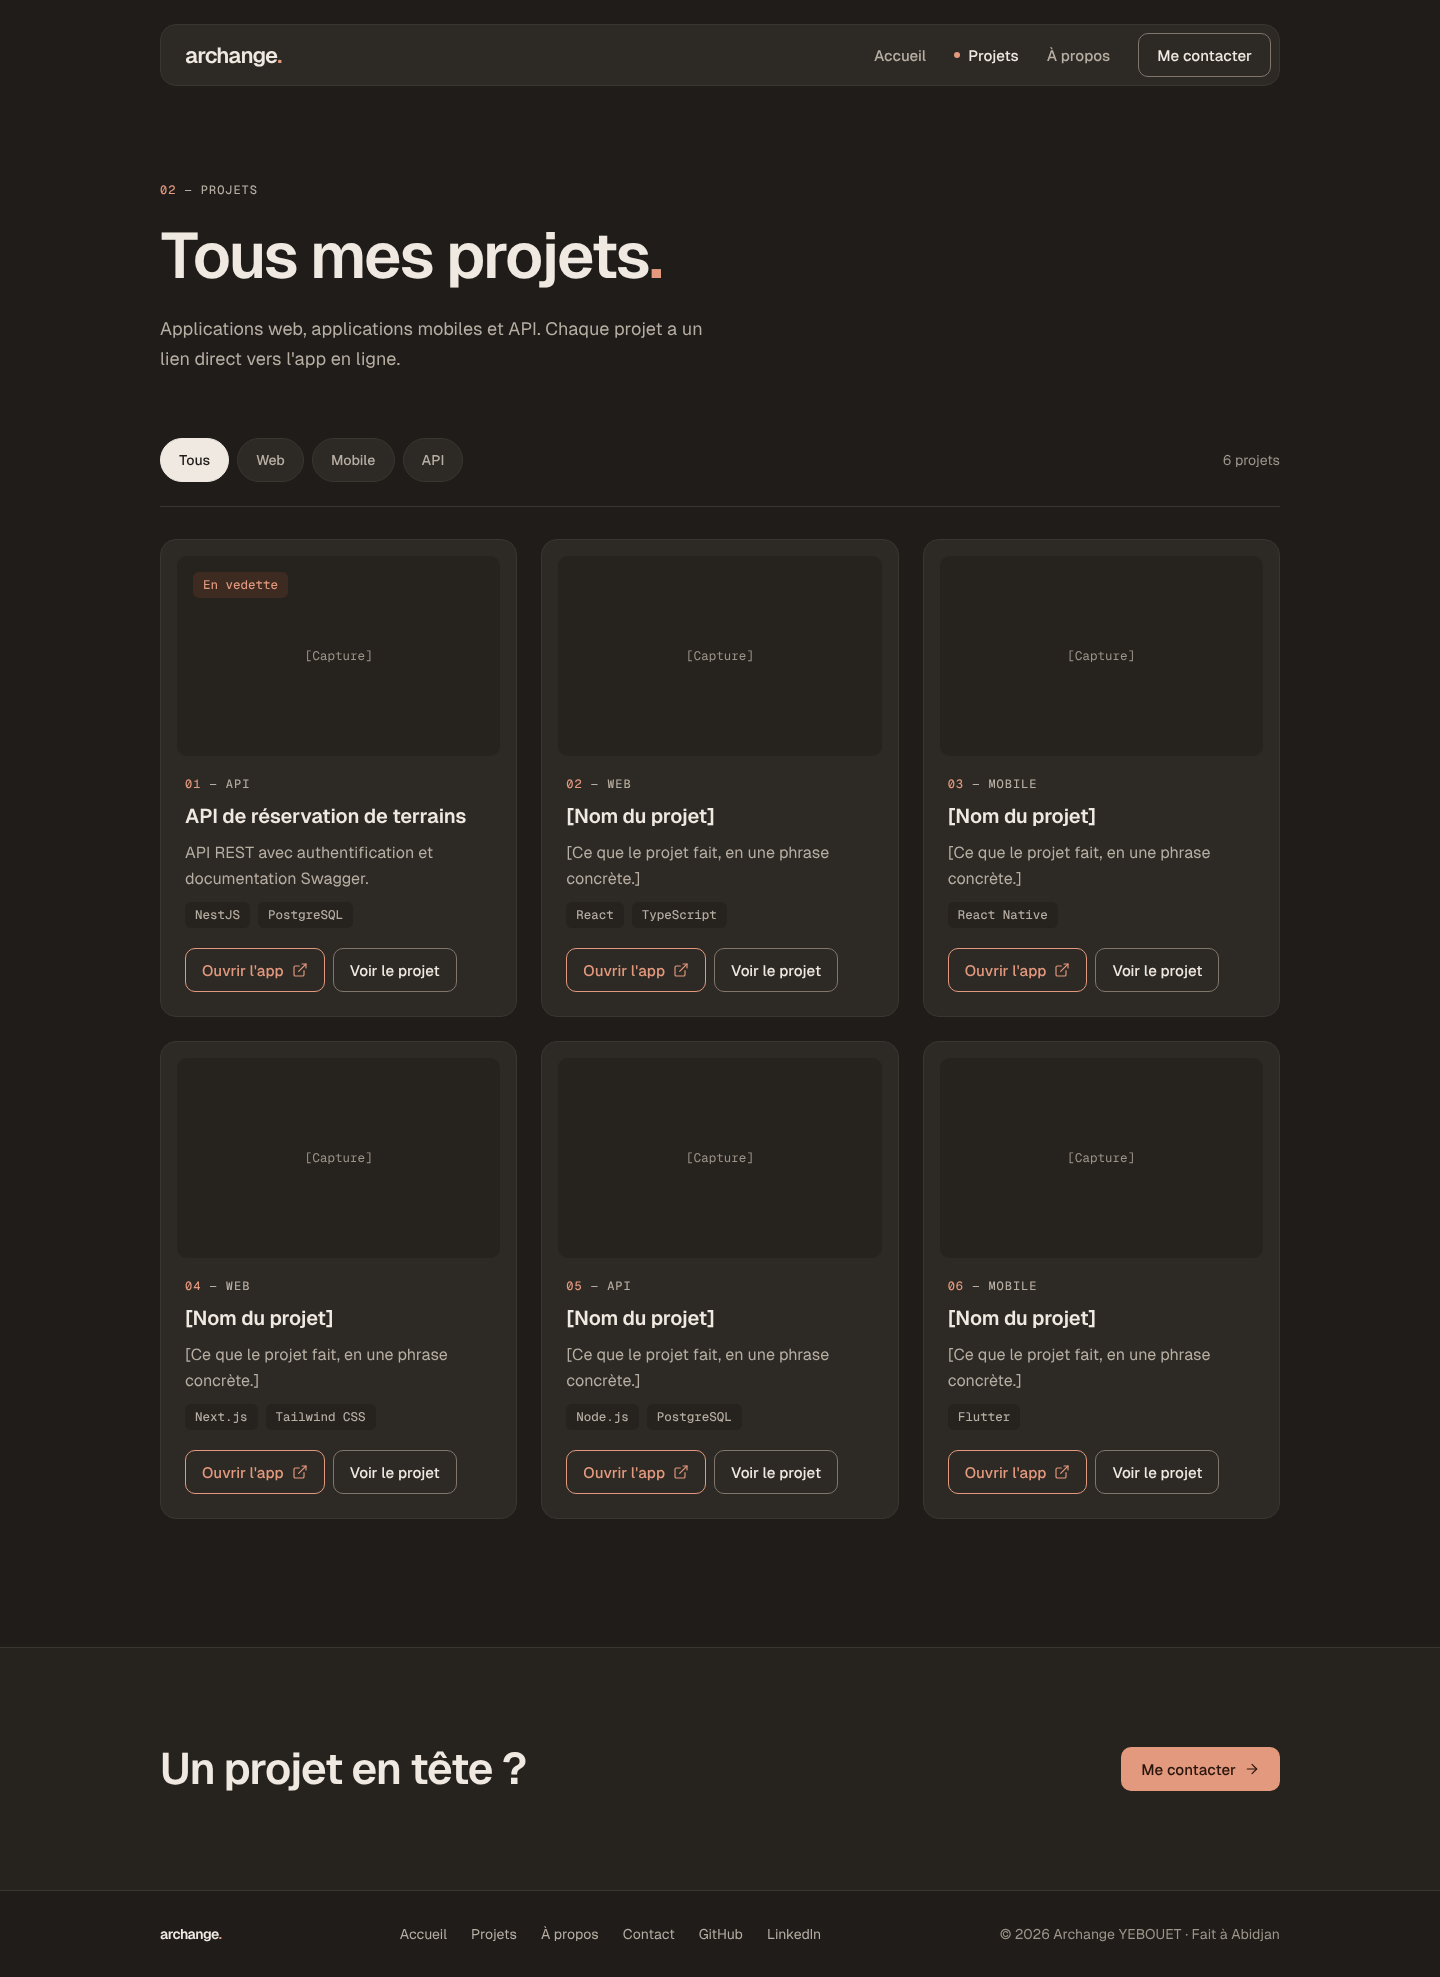 archange.
Accueil
Projets
À propos
Me contacter
02 — PROJETS
Tous mes projets.
Applications web, applications mobiles et API. Chaque projet a un
lien direct vers l'app en ligne.
Tous
Web
Mobile
API
6 projets
En vedette
[Capture]
01 — API
API de réservation de terrains
API REST avec authentification et
documentation Swagger.
NestJS
PostgreSQL
Ouvrir l'app
Voir le projet
[Capture]
02 — WEB
[Nom du projet]
[Ce que le projet fait, en une phrase
concrète.]
React
TypeScript
Ouvrir l'app
Voir le projet
[Capture]
03 — MOBILE
[Nom du projet]
[Ce que le projet fait, en une phrase
concrète.]
React Native
Ouvrir l'app
Voir le projet
[Capture]
04 — WEB
[Nom du projet]
[Ce que le projet fait, en une phrase
concrète.]
Next.js
Tailwind CSS
Ouvrir l'app
Voir le projet
[Capture]
05 — API
[Nom du projet]
[Ce que le projet fait, en une phrase
concrète.]
Node.js
PostgreSQL
Ouvrir l'app
Voir le projet
[Capture]
06 — MOBILE
[Nom du projet]
[Ce que le projet fait, en une phrase
concrète.]
Flutter
Ouvrir l'app
Voir le projet
Un projet en tête ?
Me contacter
archange.
Accueil
Projets
À propos
Contact
GitHub
LinkedIn
© 2026 Archange YEBOUET · Fait à Abidjan